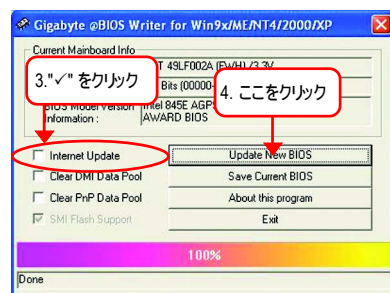 Gigabyte @BIOS Writer for Win9x/ME/NT4/2000/XP
Current Mainboard Info
T 49LF002A (FWH) /3.3V
3."✓" をクリック
Bits (00000-
4. ここをクリック
BIOS Model Version
Intel 845E AGPS
Information :
AWARD BIOS
Internet Update
Update New BIOS
Clear DMI Data Pool
Save Current BIOS
Clear PnP Data Pool
About this program
SMI Flash Support
Exit
100%
Done